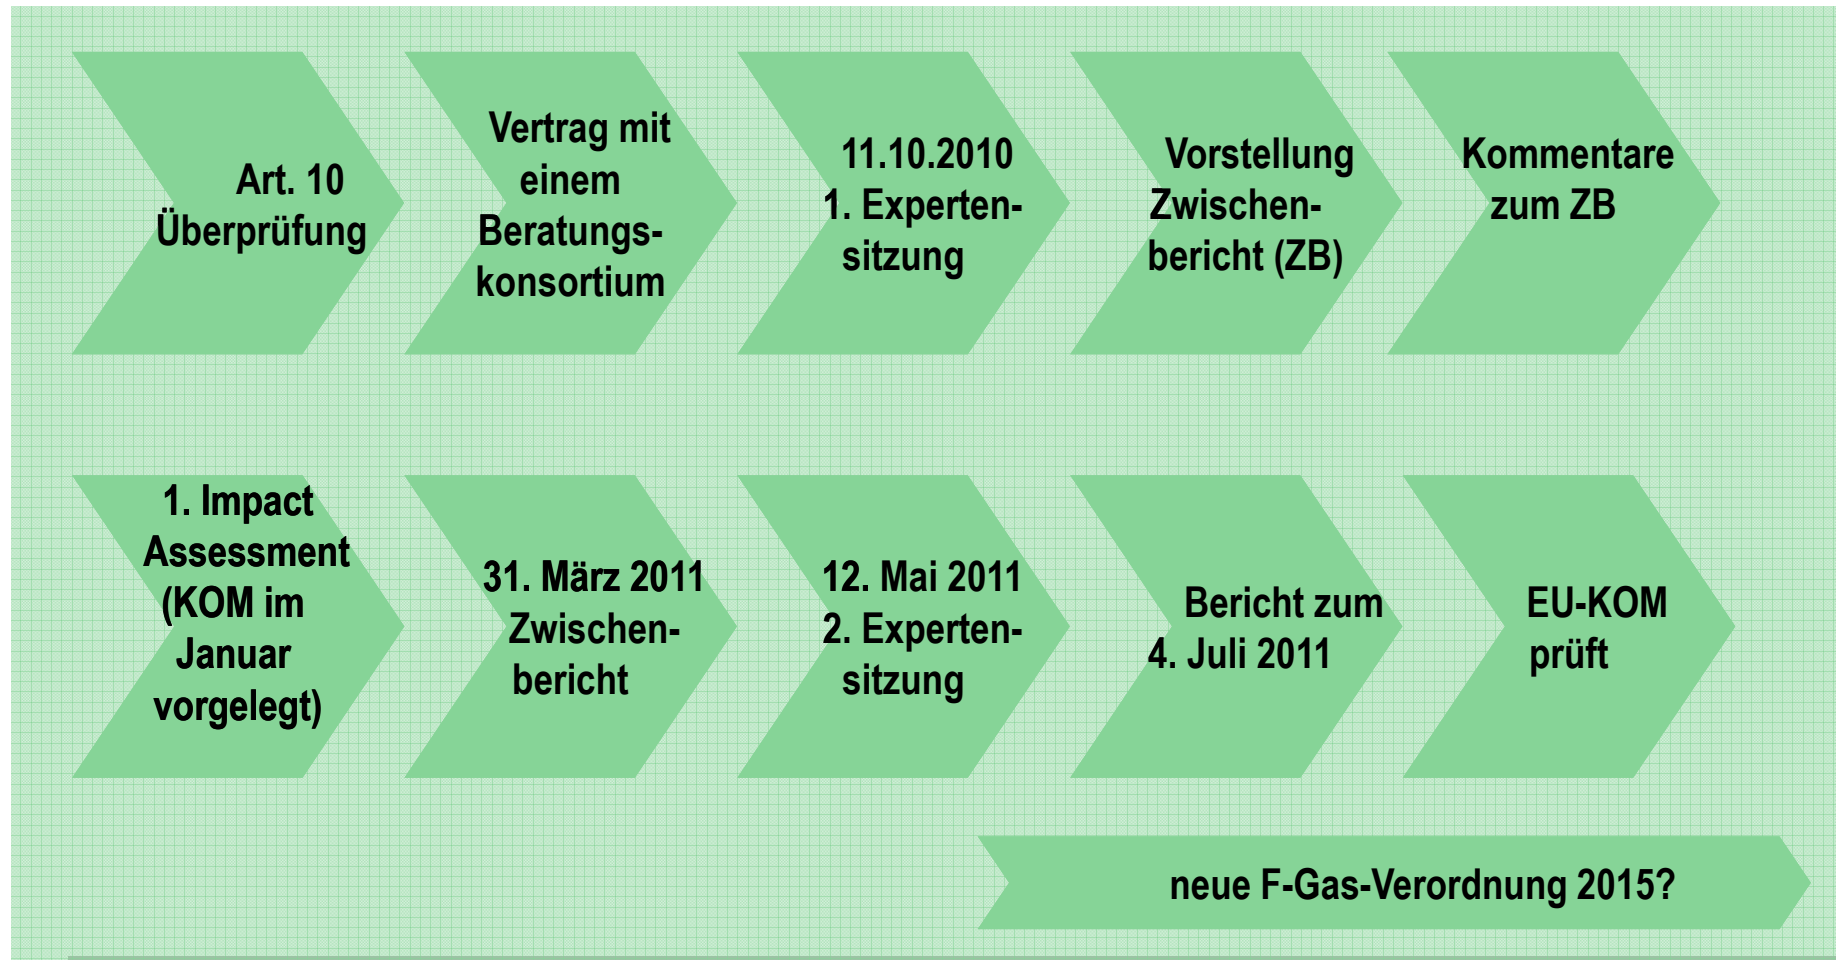 Art. 10
Überprüfung
Vertrag mit
einem
Beratungs-
konsortium
11.10.2010
1. Experten-
sitzung
Vorstellung
Zwischen-
bericht (ZB)
Kommentare
zum ZB
1. Impact
Assessment
(KOM im
Januar
vorgelegt)
31. März 2011
Zwischen-
bericht
12. Mai 2011
2. Experten-
sitzung
Bericht zum
4. Juli 2011
EU-KOM
prüft
neue F-Gas-Verordnung 2015?